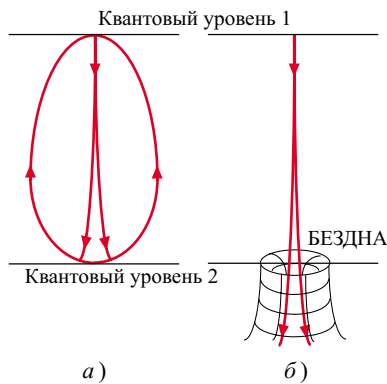 Квантовый уровень 1
БЕЗДНА
Квантовый уровень 2
а)
б)